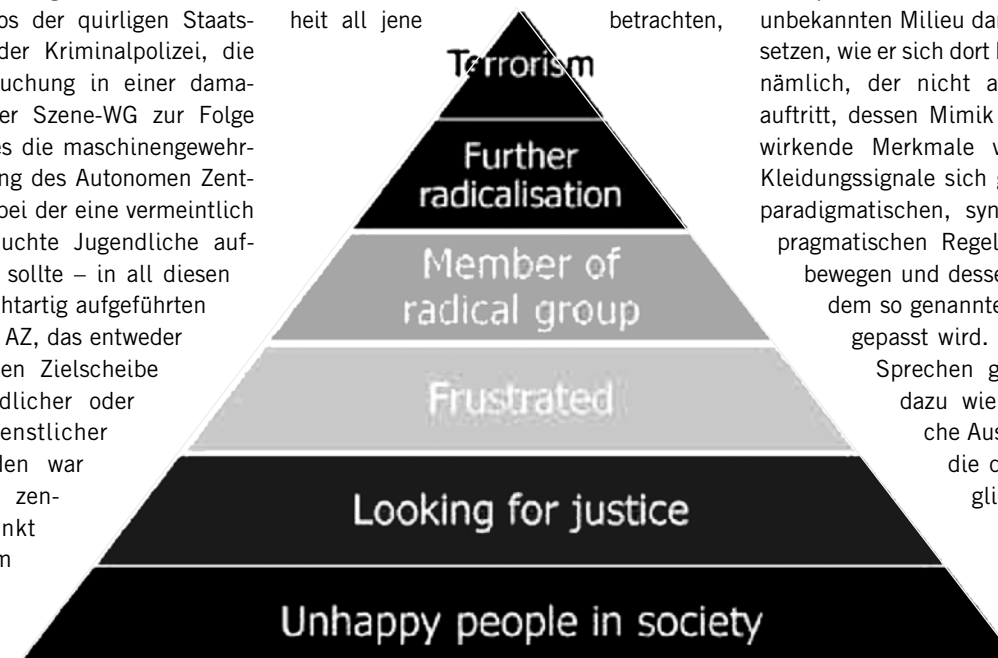 os der quirligen Staats-
der Kriminalpolizei, die
uchung in einer dama-
er Szene-WG zur Folge
es die maschinengewehr-
ng des Autonomen Zent-
bei der eine vermeintlich
uchte Jugendliche auf-
sollte – in all diesen
chtartig aufgeführten
AZ, das entweder
en Zielscheibe
dlicher oder
enstlicher
den war
zen-
nkt
heit all jene betrachten,
Terrorism
Further
radicalisation
Member of
radical group
Frustrated
Looking for justice
Unhappy people in society
unbekannten Milieu dar
setzen, wie er sich dort
nämlich, der nicht a
auftritt, dessen Mimik
wirkende Merkmale v
Kleidungssignale sich g
paradigmatischen, syn
pragmatischen Regel
bewegen und desse
dem so genannte
gepasst wird.
Sprechen g
dazu wie
che Aus
die d
gli